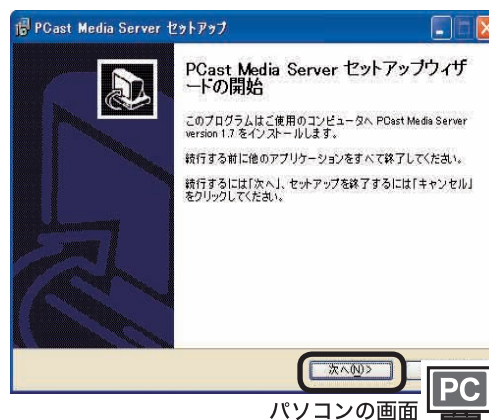 PCast Media Server セットアップ
PCast Media Server セットアップウィザ
ードの開始
このプログラムはご使用のコンピュータへ PCast Media Server
version 1.7 をインストールします。
続行する前に他のアプリケーションをすべて終了してください。
続行するには「次へ」、セットアップを終了するには「キャンセル」
をクリックしてください。
次へ(N) >
PC
パソコンの画面